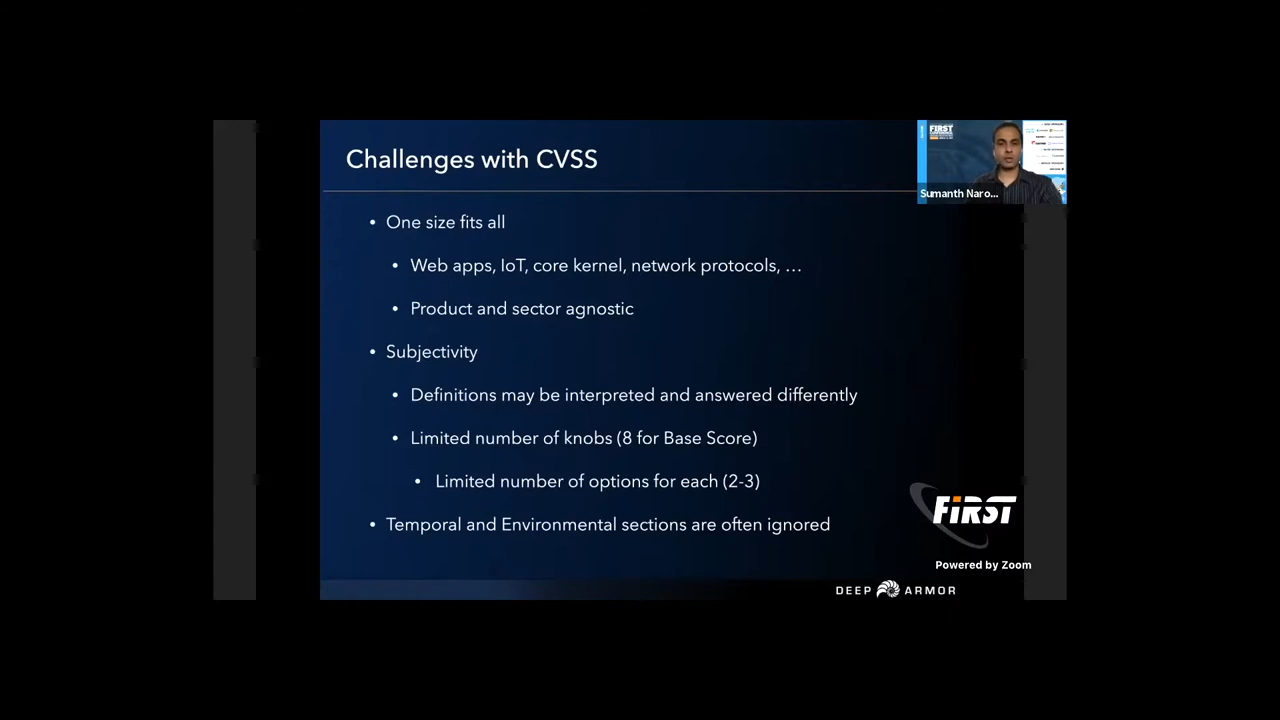 Challenges with CVSS
FIRST
Sumanth Naro...
• One size fits all
• Web apps, IoT, core kernel, network protocols, …
• Product and sector agnostic
• Subjectivity
• Definitions may be interpreted and answered differently
• Limited number of knobs (8 for Base Score)
• Limited number of options for each (2-3)
• Temporal and Environmental sections are often ignored
FiRST
Powered by Zoom
DEEP ARMOR